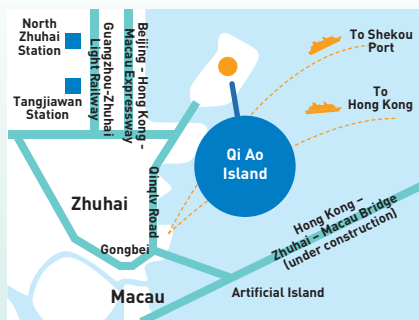 North
Zhuhai
Station
Tangjiawan
Station
Guangzhou-Zhuhai
Light Railway
Beijing – Hong Kong –
Macau Expressway
To Shekou
Port
To
Hong Kong
Qi Ao
Island
Zhuhai
Qinglv Road
Gongbei
Hong Kong –
Zhuhai – Macau Bridge
(under construction)
Macau
Artificial Island